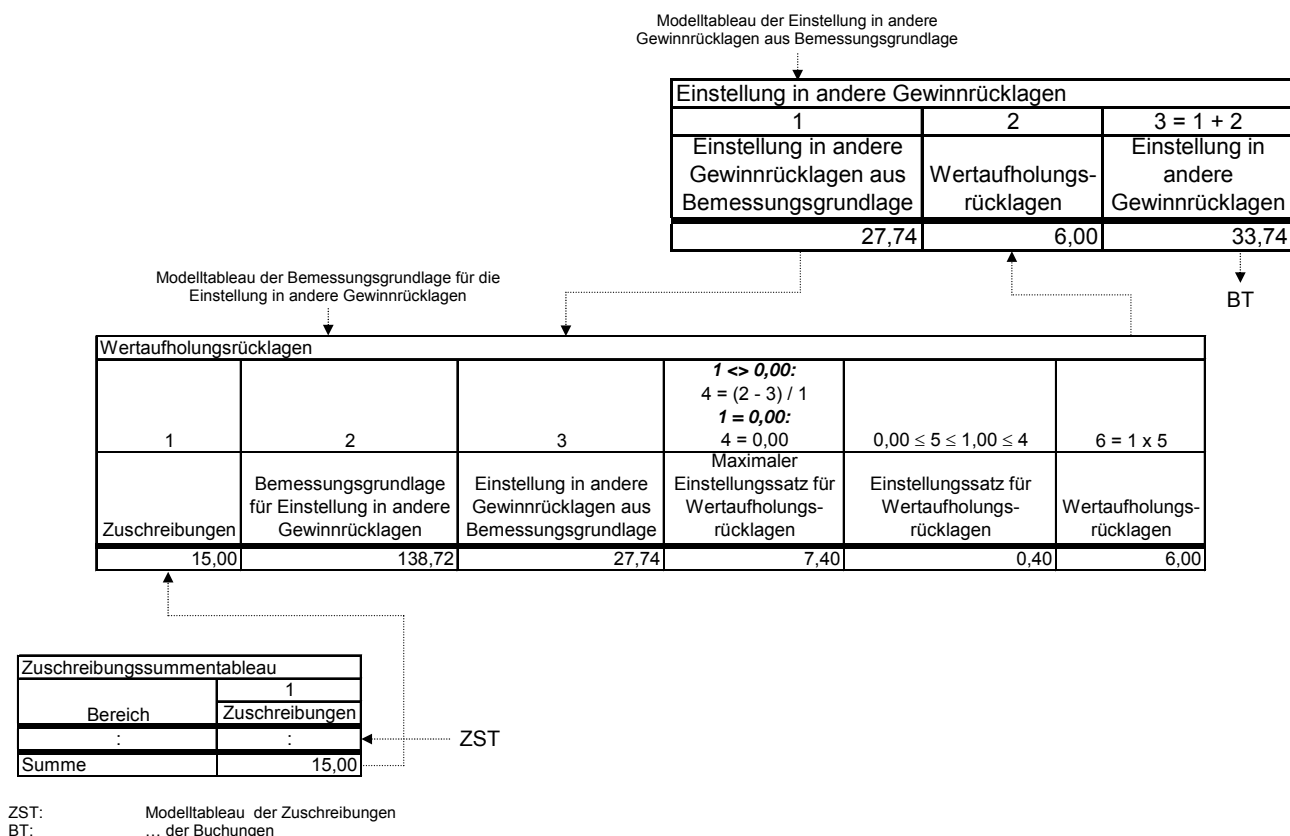 Modelltableau der Einstellung in andere
Gewinnrücklagen aus Bemessungsgrundlage
Einstellung in andere Gewinnrücklagen
1 2 3 = 1 + 2
Einstellung in andere Gewinnrücklagen aus Bemessungsgrundlage
Wertaufholungs-
rücklagen
Einstellung in
andere
Gewinnrücklagen
27,74 6,00 33,74
BT
Modelltableau der Bemessungsgrundlage für die
Einstellung in andere Gewinnrücklagen
Wertaufholungsrücklagen
1 <> 0,00:
4 = (2 - 3) / 1
1 = 0,00:
1 2 3 4 = 0,00 0,00 ≤ 5 ≤ 1,00 ≤ 4 6 = 1 x 5
Zuschreibungen
Bemessungsgrundlage
für Einstellung in andere
Gewinnrücklagen
Einstellung in andere
Gewinnrücklagen aus
Bemessungsgrundlage
Maximaler
Einstellungssatz für
Wertaufholungs-
rücklagen
Einstellungssatz für
Wertaufholungs-
rücklagen
Wertaufholungs-
rücklagen
15,00 138,72 27,74 7,40 0,40 6,00
Zuschreibungssummentableau
1
Bereich Zuschreibungen
: :
ZST
Summe 15,00
ZST: Modelltableau der Zuschreibungen
BT: … der Buchungen